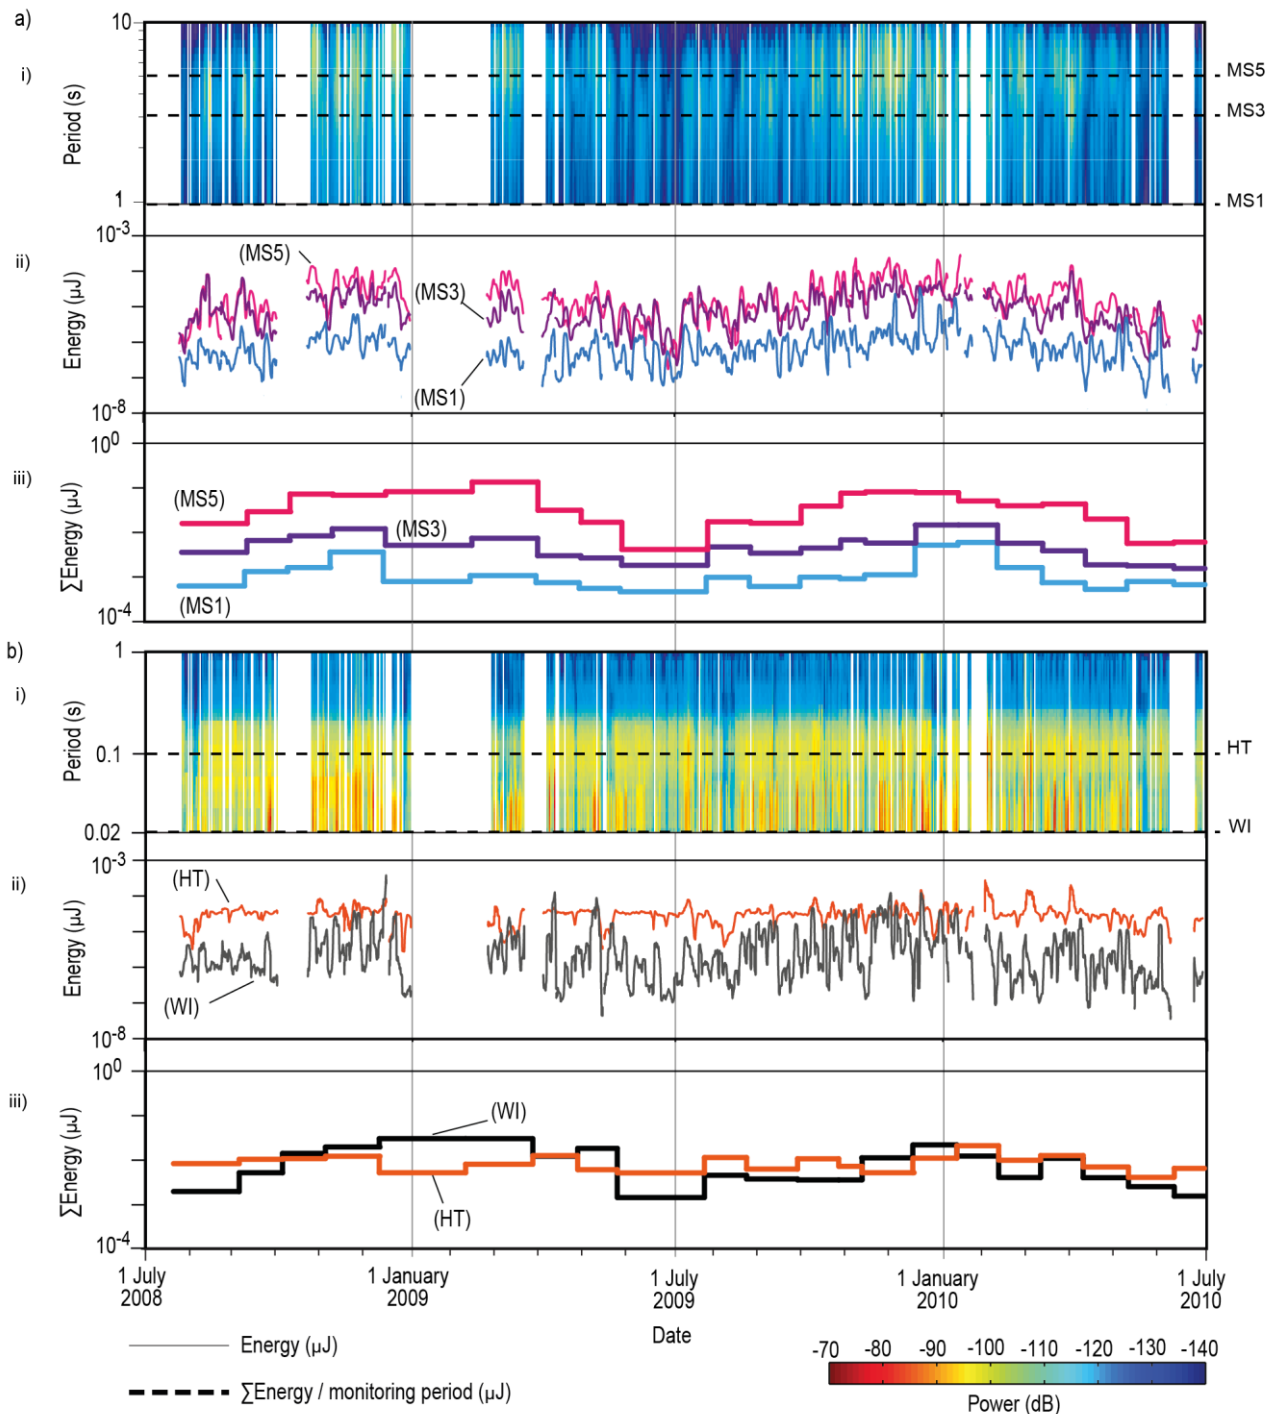 a)
i)
10
Period (s)
1
MS5
MS3
MS1
ii)
10-3
Energy (µJ)
10-8
(MS5)
(MS3)
(MS1)
iii)
100
∑Energy (µJ)
10-4
(MS5)
(MS3)
(MS1)
b)
i)
1
Period (s)
0.1
0.02
HT
WI
ii)
10-3
Energy (µJ)
10-8
(HT)
(WI)
iii)
100
∑Energy (µJ)
10-4
(WI)
(HT)
1 July
2008
1 January
2009
1 July
2009
1 January
2010
1 July
2010
Date
Energy (µJ)
∑Energy / monitoring period (µJ)
-70 -80 -90 -100 -110 -120 -130 -140
Power (dB)